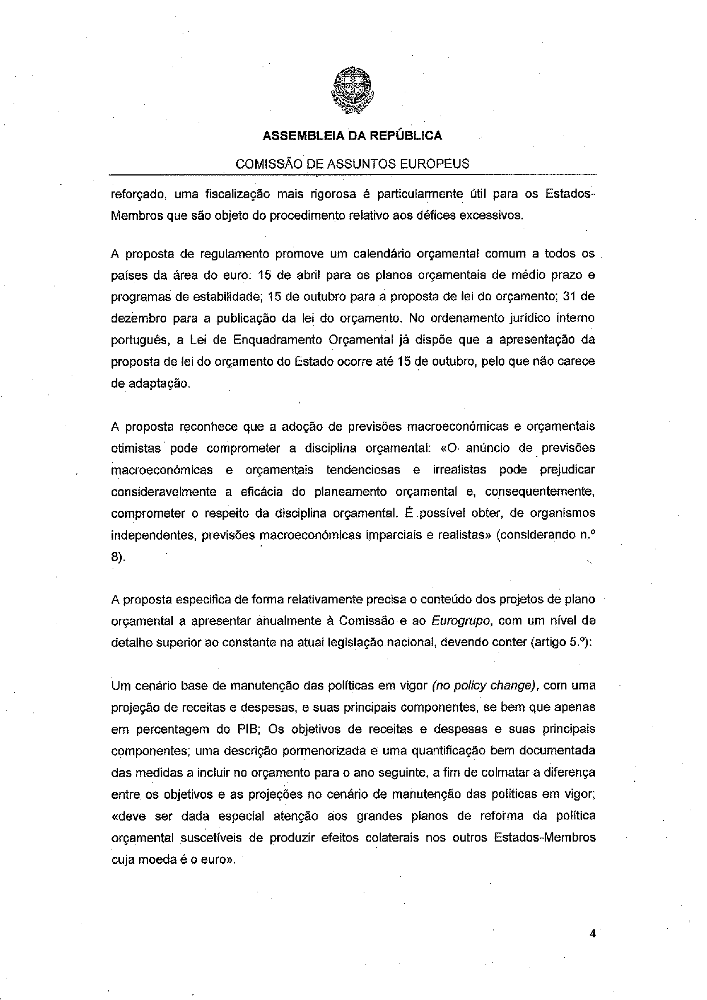 ASSEMBLEIA DA REPÚBLICA
COMISSÃO DE ASSUNTOS EUROPEUS
reforçado, uma fiscalização mais rigorosa é particularmente útil para os Estados-
Membros que são objeto do procedimento relativo aos défices excessivos.
A proposta de regulamento promove um calendário orçamental comum a todos os
países da área do euro: 15 de abril para os planos orçamentais de médio prazo e
programas de estabilidade; 15 de outubro para a proposta de lei do orçamento; 31 de
dezembro para a publicação da lei do orçamento. No ordenamento jurídico interno
português, a Lei de Enquadramento Orçamental já dispõe que a apresentação da
proposta de lei do orçamento do Estado ocorre até 15 de outubro, pelo que não carece
de adaptação.
A proposta reconhece que a adoção de previsões macroeconómicas e orçamentais
otimistas pode comprometer a disciplina orçamental: «O anúncio de previsões
macroeconómicas e orçamentais tendenciosas e irrealistas pode prejudicar
consideravelmente a eficácia do planeamento orçamental e, consequentemente,
comprometer o respeito da disciplina orçamental. É possível obter, de organismos
independentes, previsões macroeconómicas imparciais e realistas» (considerando n.º
8).
A proposta especifica de forma relativamente precisa o conteúdo dos projetos de plano
orçamental a apresentar anualmente à Comissão e ao Eurogrupo, com um nível de
detalhe superior ao constante na atual legislação nacional, devendo conter (artigo 5.º):
Um cenário base de manutenção das políticas em vigor (no policy change), com uma
projeção de receitas e despesas, e suas principais componentes, se bem que apenas
em percentagem do PIB; Os objetivos de receitas e despesas e suas principais
componentes; uma descrição pormenorizada e uma quantificação bem documentada
das medidas a incluir no orçamento para o ano seguinte, a fim de colmatar a diferença
entre os objetivos e as projeções no cenário de manutenção das políticas em vigor;
«deve ser dada especial atenção aos grandes planos de reforma da política
orçamental suscetíveis de produzir efeitos colaterais nos outros Estados-Membros
cuja moeda é o euro».
4